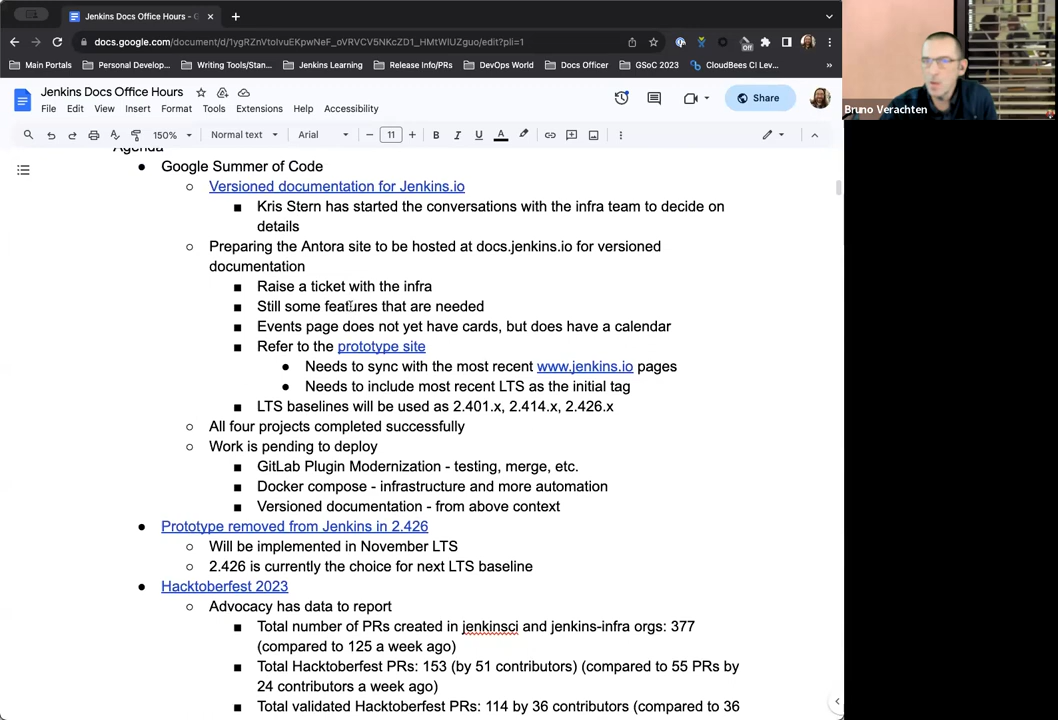 Jenkins Docs Office Hours - G
docs.google.com/document/d/1ygRZnVtoIvuEKpwNeF_oVRVCV5NKcZD1_HMtWlUZguo/edit?pli=1
Off
Main Portals
Personal Develop...
Writing Tools/Stan...
Jenkins Learning
Release Info/PRs
DevOps World
Docs Officer
GSoC 2023
CloudBees CI Lev...
»
Bruno Verachten
Jenkins Docs Office Hours
File Edit View Insert Format Tools Extensions Help Accessibility
Share
150% Normal text Arial − 11 + B I U A
Agenda
● Google Summer of Code
○ Versioned documentation for Jenkins.io
■ Kris Stern has started the conversations with the infra team to decide on
details
○ Preparing the Antora site to be hosted at docs.jenkins.io for versioned
documentation
■ Raise a ticket with the infra
■ Still some features that are needed
■ Events page does not yet have cards, but does have a calendar
■ Refer to the prototype site
● Needs to sync with the most recent www.jenkins.io pages
● Needs to include most recent LTS as the initial tag
■ LTS baselines will be used as 2.401.x, 2.414.x, 2.426.x
○ All four projects completed successfully
○ Work is pending to deploy
■ GitLab Plugin Modernization - testing, merge, etc.
■ Docker compose - infrastructure and more automation
■ Versioned documentation - from above context
● Prototype removed from Jenkins in 2.426
○ Will be implemented in November LTS
○ 2.426 is currently the choice for next LTS baseline
● Hacktoberfest 2023
○ Advocacy has data to report
■ Total number of PRs created in jenkinsci and jenkins-infra orgs: 377
(compared to 125 a week ago)
■ Total Hacktoberfest PRs: 153 (by 51 contributors) (compared to 55 PRs by
24 contributors a week ago)
■ Total validated Hacktoberfest PRs: 114 by 36 contributors (compared to 36